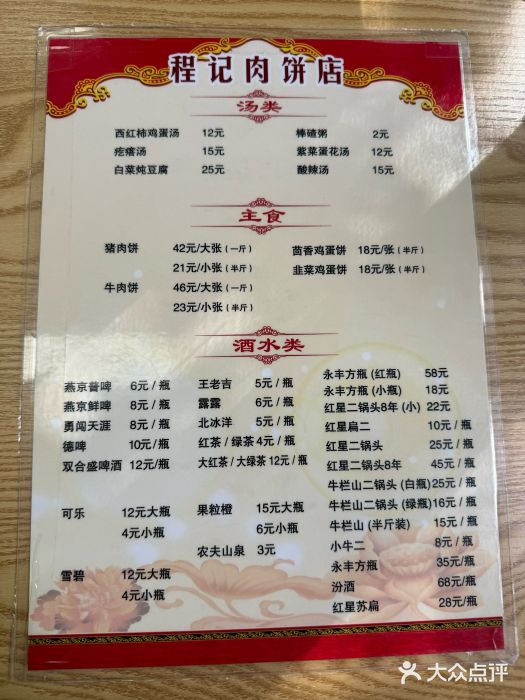 程记肉饼店
汤类
西红柿鸡蛋汤 12元 棒碴粥 2元
疙瘩汤 15元 紫菜蛋花汤 12元
白菜炖豆腐 25元 酸辣汤 15元
主食
猪肉饼 42元/大张(一斤) 茴香鸡蛋饼 18元/张(半斤)
21元/小张(半斤) 韭菜鸡蛋饼 18元/张(半斤)
牛肉饼 46元/大张(一斤)
23元/小张(半斤)
酒水类
燕京普啤 6元/瓶
燕京鲜啤 8元/瓶
勇闯天涯 8元/瓶
德啤 10元/瓶
双合盛啤酒 12元/瓶
可乐 12元大瓶
4元小瓶
雪碧 12元大瓶
4元小瓶
王老吉 5元/瓶
露露 6元/瓶
北冰洋 5元/瓶
红茶/绿茶 4元/瓶
大红茶/大绿茶 12元/瓶
果粒橙 15元大瓶
6元小瓶
农夫山泉 3元
永丰方瓶(红瓶) 58元
永丰方瓶(小瓶) 18元
红星二锅头8年(小) 22元
红星扁二 10元/瓶
红星二锅头 25元/瓶
红星二锅头8年 45元/瓶
牛栏山二锅头(白瓶) 25元/瓶
牛栏山二锅头(绿瓶) 16元/瓶
牛栏山(半斤装) 15元/瓶
小牛二 8元/瓶
永丰方瓶 35元/瓶
汾酒 68元/瓶
红星苏扁 28元/瓶
大众点评